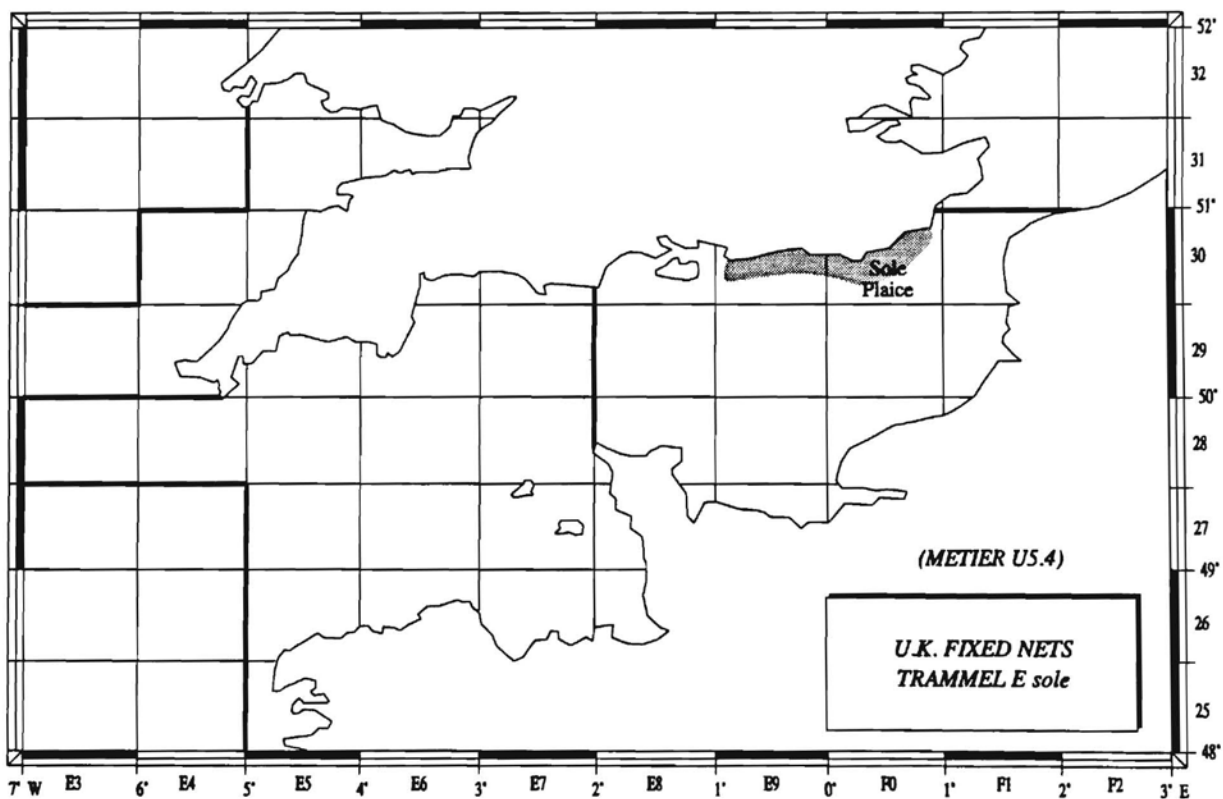 52°
32
31
51°
30
Sole
Plaice
29
50°
28
27
(METIER U5.4)
49°
26
U.K. FIXED NETS
TRAMMEL E sole
25
48°
7° W E3 6° E4 5° E5 4° E6 3° E7 2° E8 1° E9 0° F0 1° F1 2° F2 3° E